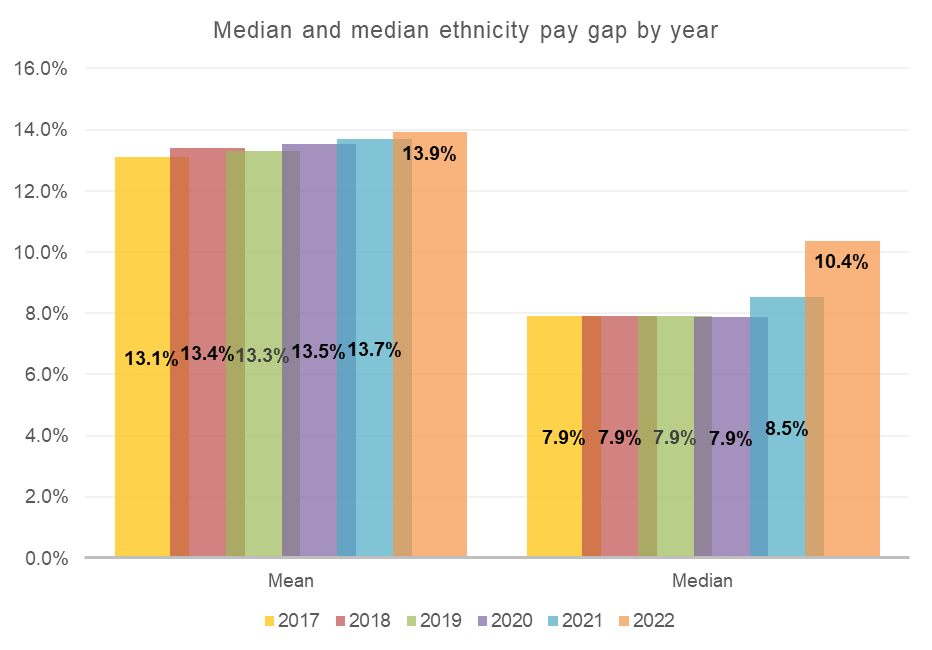 Median and median ethnicity pay gap by year
16.0%
14.0%
12.0%
10.0%
8.0%
6.0%
4.0%
2.0%
0.0%
13.1% 13.4% 13.3% 13.5% 13.7% 13.9%
7.9% 7.9% 7.9% 7.9% 8.5% 10.4%
Mean Median
2017 2018 2019 2020 2021 2022